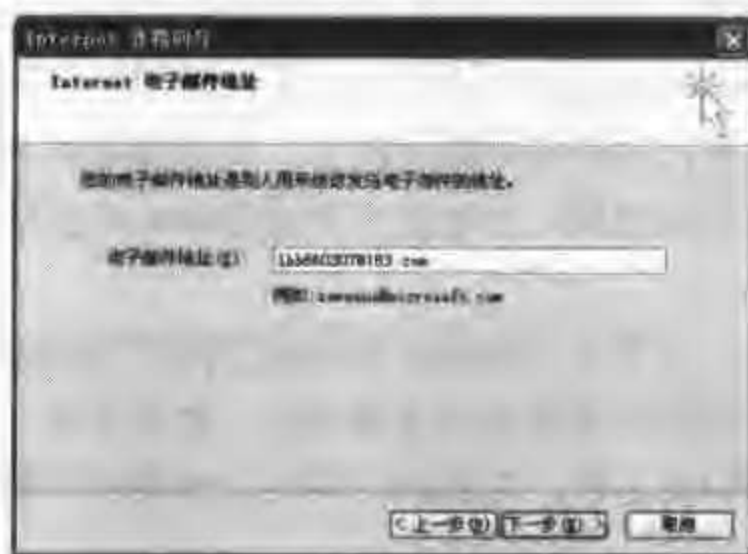 Internet 连接向导
Internet 电子邮件地址
您的电子邮件地址是别人用来给您发送电子邮件的地址。
电子邮件地址(E)
例如:someone@microsoft.com
<上一步(B) 下一步(N)> 取消